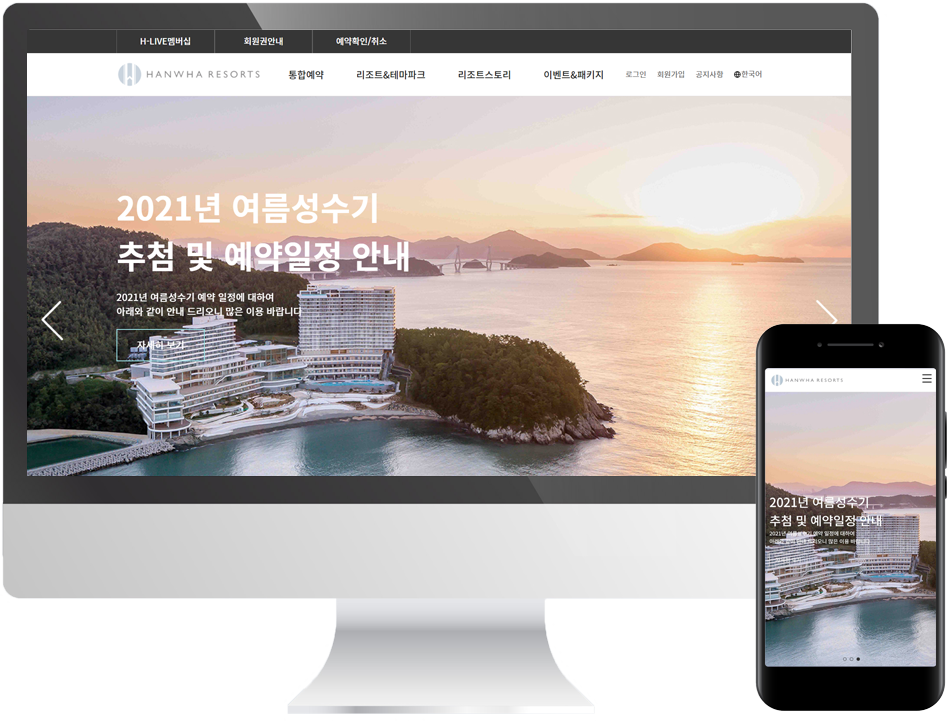 H-LIVE멤버십 회원권안내 예약확인/취소
HANWHA RESORTS 통합예약 리조트&테마파크 리조트스토리 이벤트&패키지 로그인 회원가입 공지사항 한국어
2021년 여름성수기
추첨 및 예약일정 안내
2021년 여름성수기 예약 일정에 대하여
아래와 같이 안내 드리오니 많은 이용 바랍니다
자세히 보기
HANWHA RESORTS
2021년 여름성수기
추첨 및 예약일정 안내
2021년 여름성수기 예약 일정에 대하여
아래와 같이 안내 드리오니 많은 이용 바랍니다